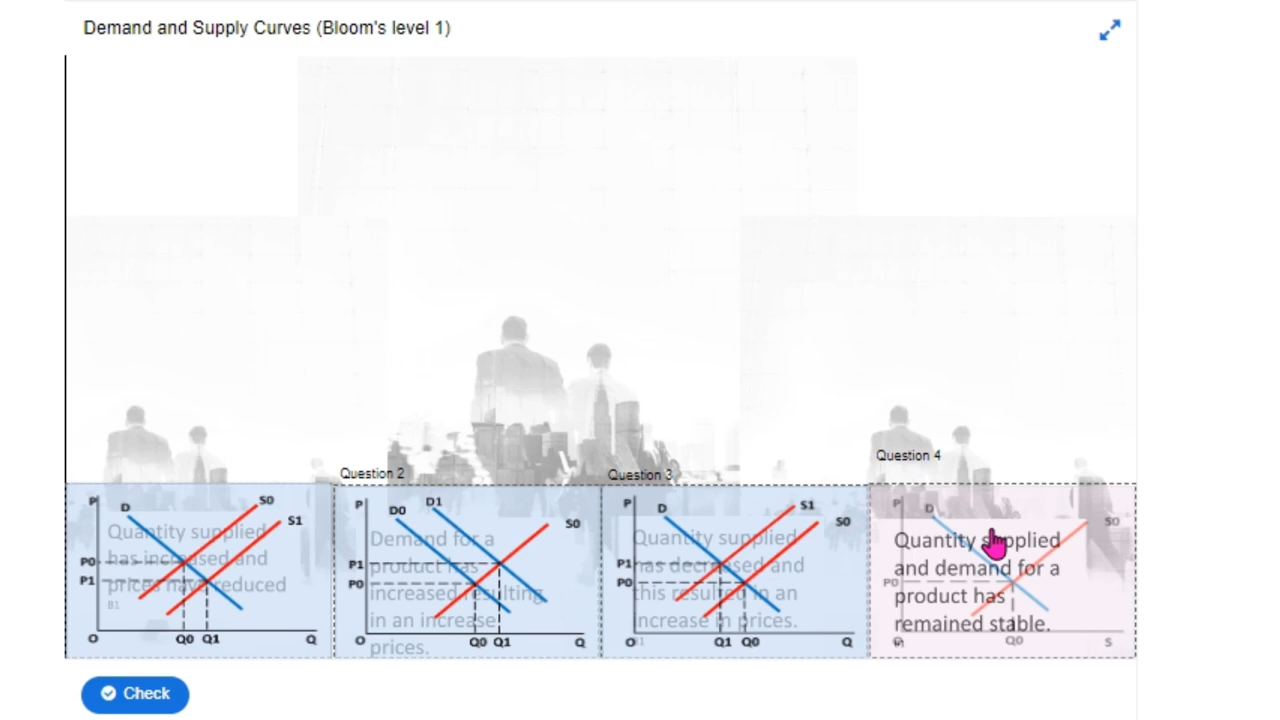 Demand and Supply Curves (Bloom's level 1)
Question 2
Question 3
Question 4
P
D
S0
S1
P0
P1
O
Q0
Q1
Q
Quantity supplied
has increased and
prices have reduced
B1
P
D0
D1
S0
P1
P0
O
Q0
Q1
Q
Demand for a
product has
increased resulting
in an increase
prices.
P
D
S1
S0
P1
P0
O
Q1
Q0
Q
Quantity supplied
has decreased and
this resulted in an
increase in prices.
P
D
S0
P0
Q0
S
Quantity supplied
and demand for a
product has
remained stable.
Check